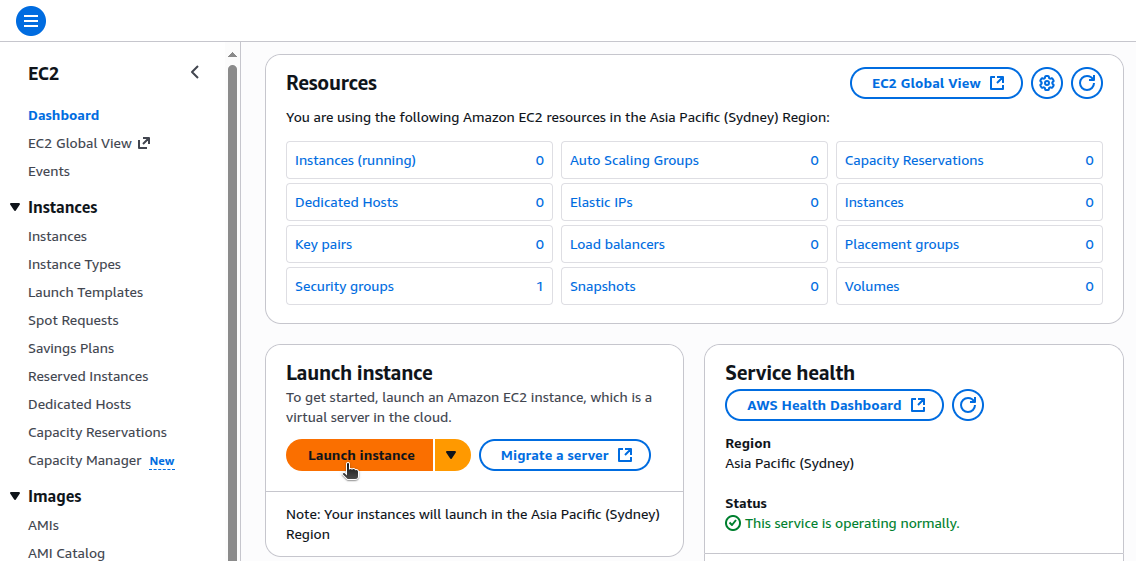 EC2
Dashboard
EC2 Global View
Events
Instances
Instances
Instance Types
Launch Templates
Spot Requests
Savings Plans
Reserved Instances
Dedicated Hosts
Capacity Reservations
Capacity Manager New
Images
AMIs
AMI Catalog
Resources
EC2 Global View
You are using the following Amazon EC2 resources in the Asia Pacific (Sydney) Region:
Instances (running) 0 Auto Scaling Groups 0 Capacity Reservations 0
Dedicated Hosts 0 Elastic IPs 0 Instances 0
Key pairs 0 Load balancers 0 Placement groups 0
Security groups 1 Snapshots 0 Volumes 0
Launch instance
To get started, launch an Amazon EC2 instance, which is a
virtual server in the cloud.
Launch instance Migrate a server
Note: Your instances will launch in the Asia Pacific (Sydney)
Region
Service health
AWS Health Dashboard
Region
Asia Pacific (Sydney)
Status
This service is operating normally.